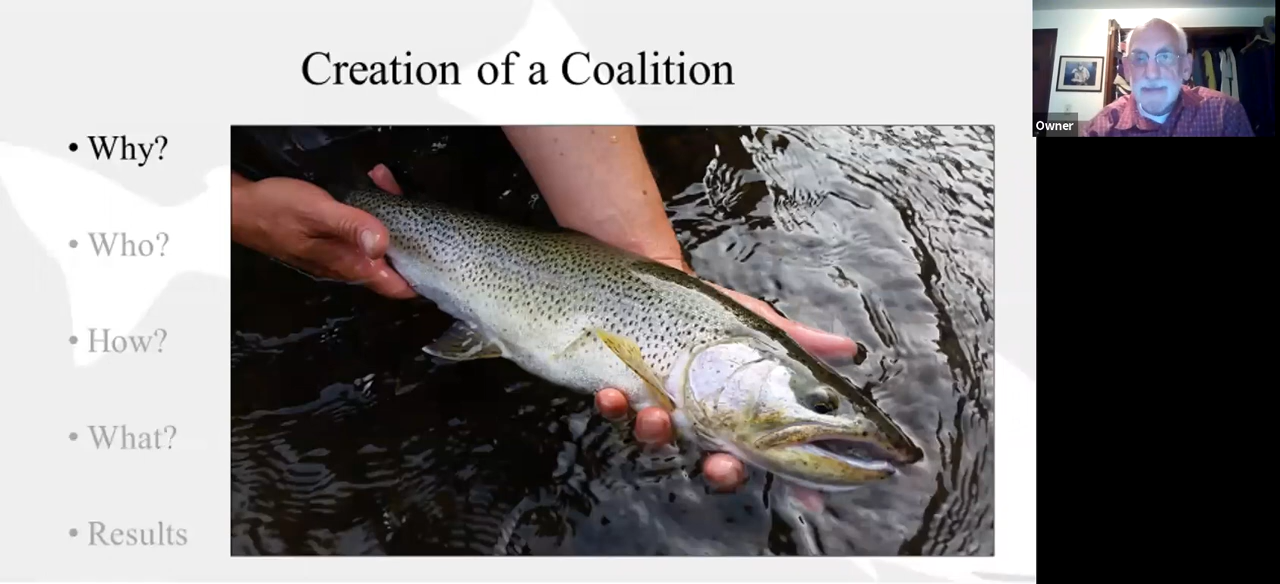 Creation of a Coalition
• Why?
• Who?
• How?
• What?
• Results
Owner